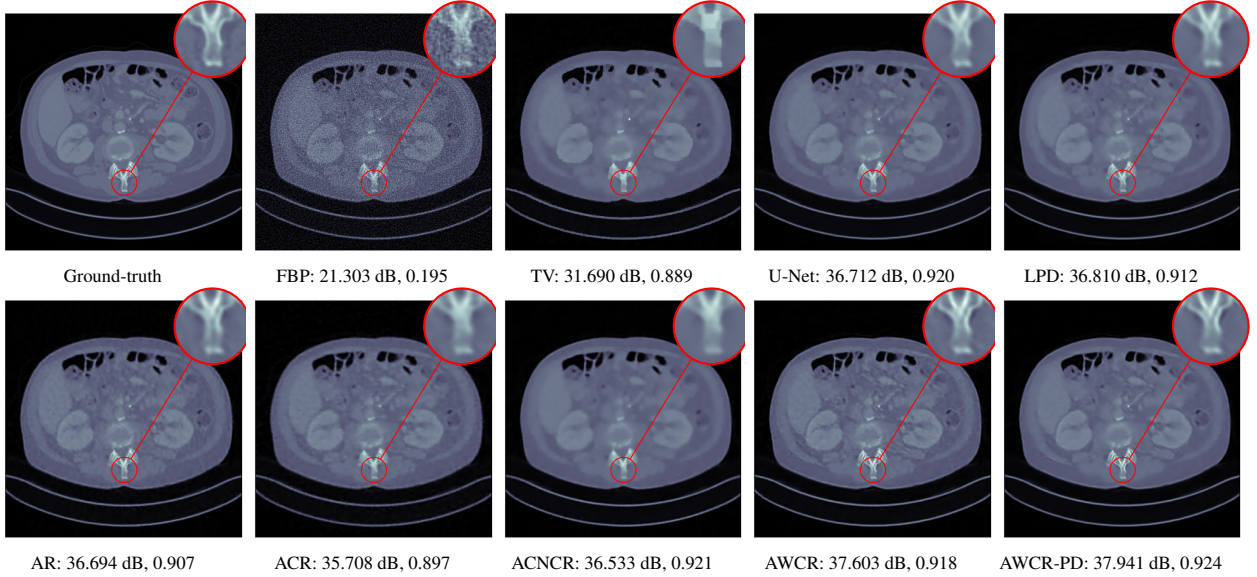 Ground-truth
FBP: 21.303 dB, 0.195
TV: 31.690 dB, 0.889
U-Net: 36.712 dB, 0.920
LPD: 36.810 dB, 0.912
AR: 36.694 dB, 0.907
ACR: 35.708 dB, 0.897
ACNCR: 36.533 dB, 0.921
AWCR: 37.603 dB, 0.918
AWCR-PD: 37.941 dB, 0.924